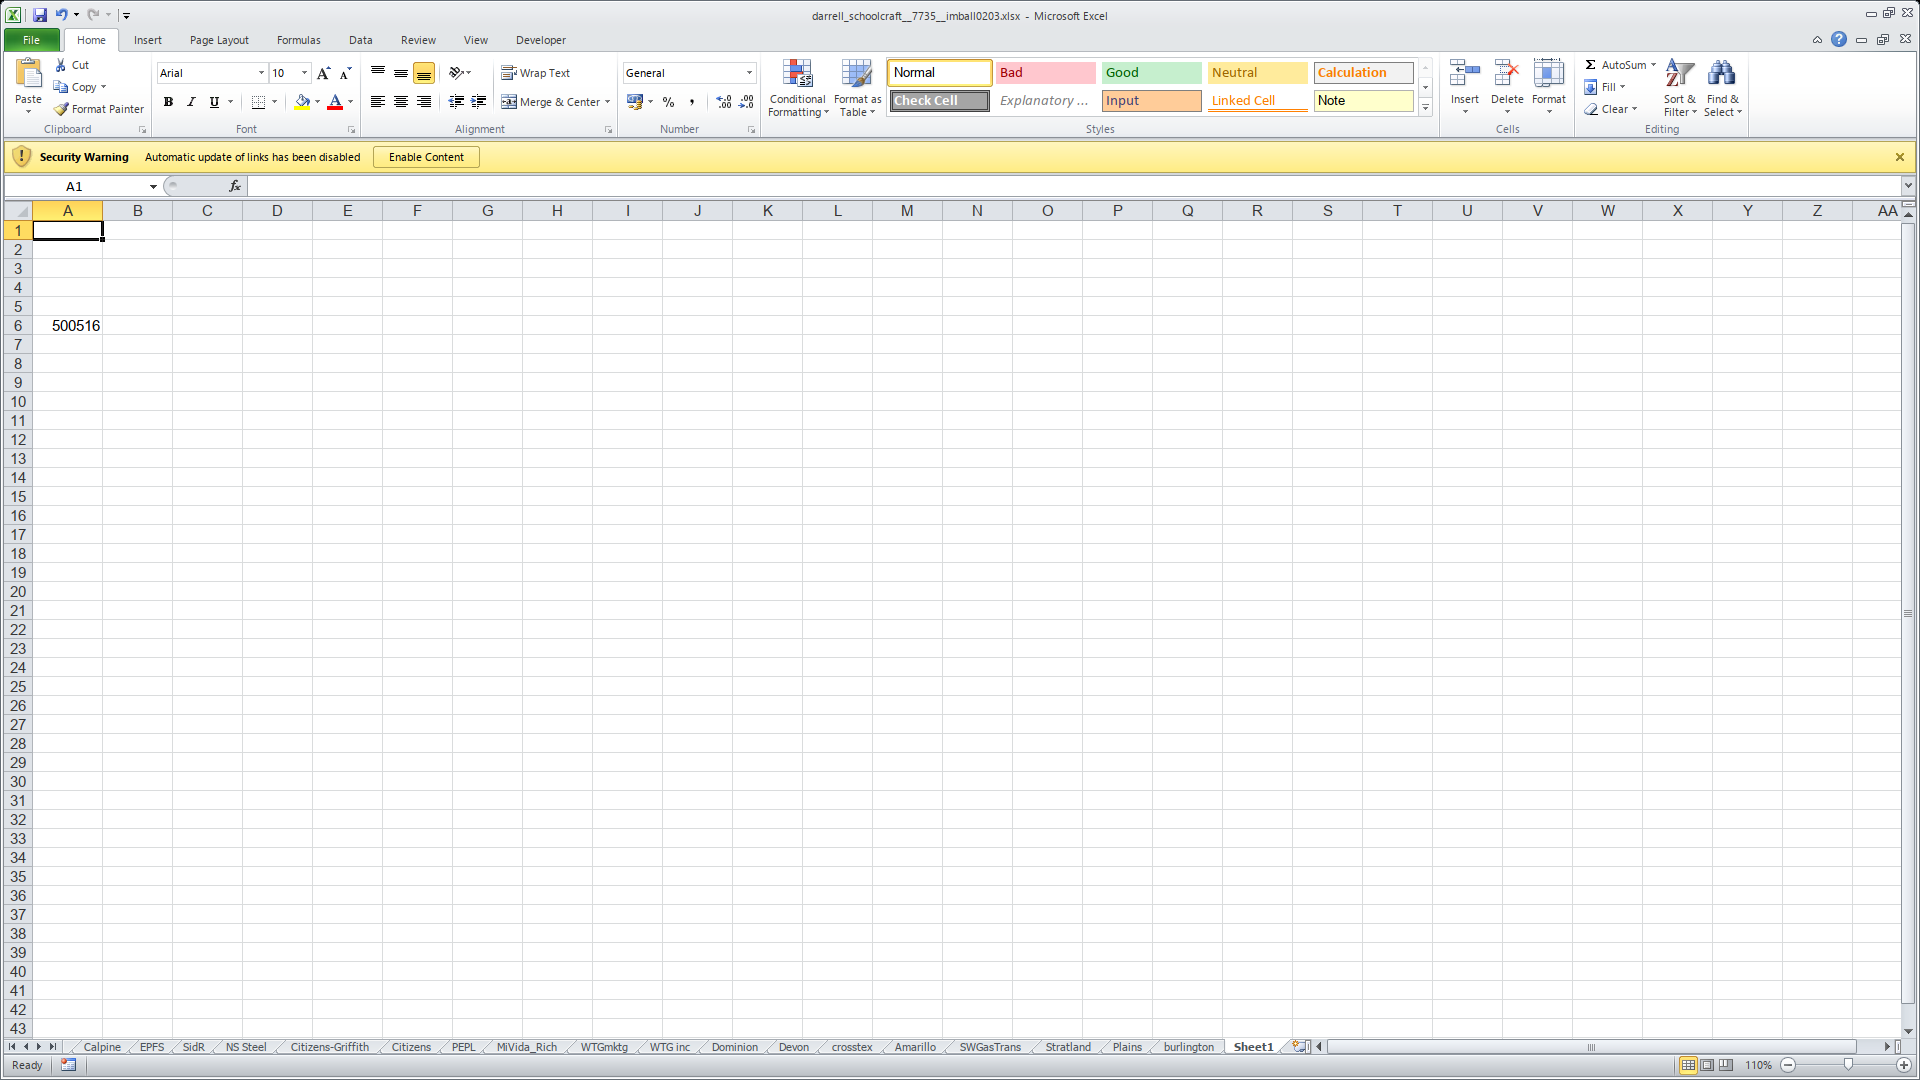 darrell_schoolcraft__7735__imball0203.xlsx - Microsoft Excel
File Home Insert Page Layout Formulas Data Review View Developer
Paste
Cut
Copy
Format Painter
Clipboard
Arial 10
B I U
Font
Wrap Text
Merge & Center
Alignment
General
% ,
Number
Conditional Formatting
Format as Table
Normal Bad Good Neutral Calculation
Check Cell Explanatory ... Input Linked Cell Note
Styles
Insert Delete Format
Cells
Σ AutoSum
Fill
Clear
Sort & Filter
Find & Select
Editing
Security Warning Automatic update of links has been disabled Enable Content
A1 fx
A B C D E F G H I J K L M N O P Q R S T U V W X Y Z AA
1
2
3
4
5
6 500516
7
8
9
10
11
12
13
14
15
16
17
18
19
20
21
22
23
24
25
26
27
28
29
30
31
32
33
34
35
36
37
38
39
40
41
42
43
Calpine EPFS SidR NS Steel Citizens-Griffith Citizens PEPL MiVida_Rich WTGmktg WTG inc Dominion Devon crosstex Amarillo SWGasTrans Stratland Plains burlington Sheet1
Ready 110%